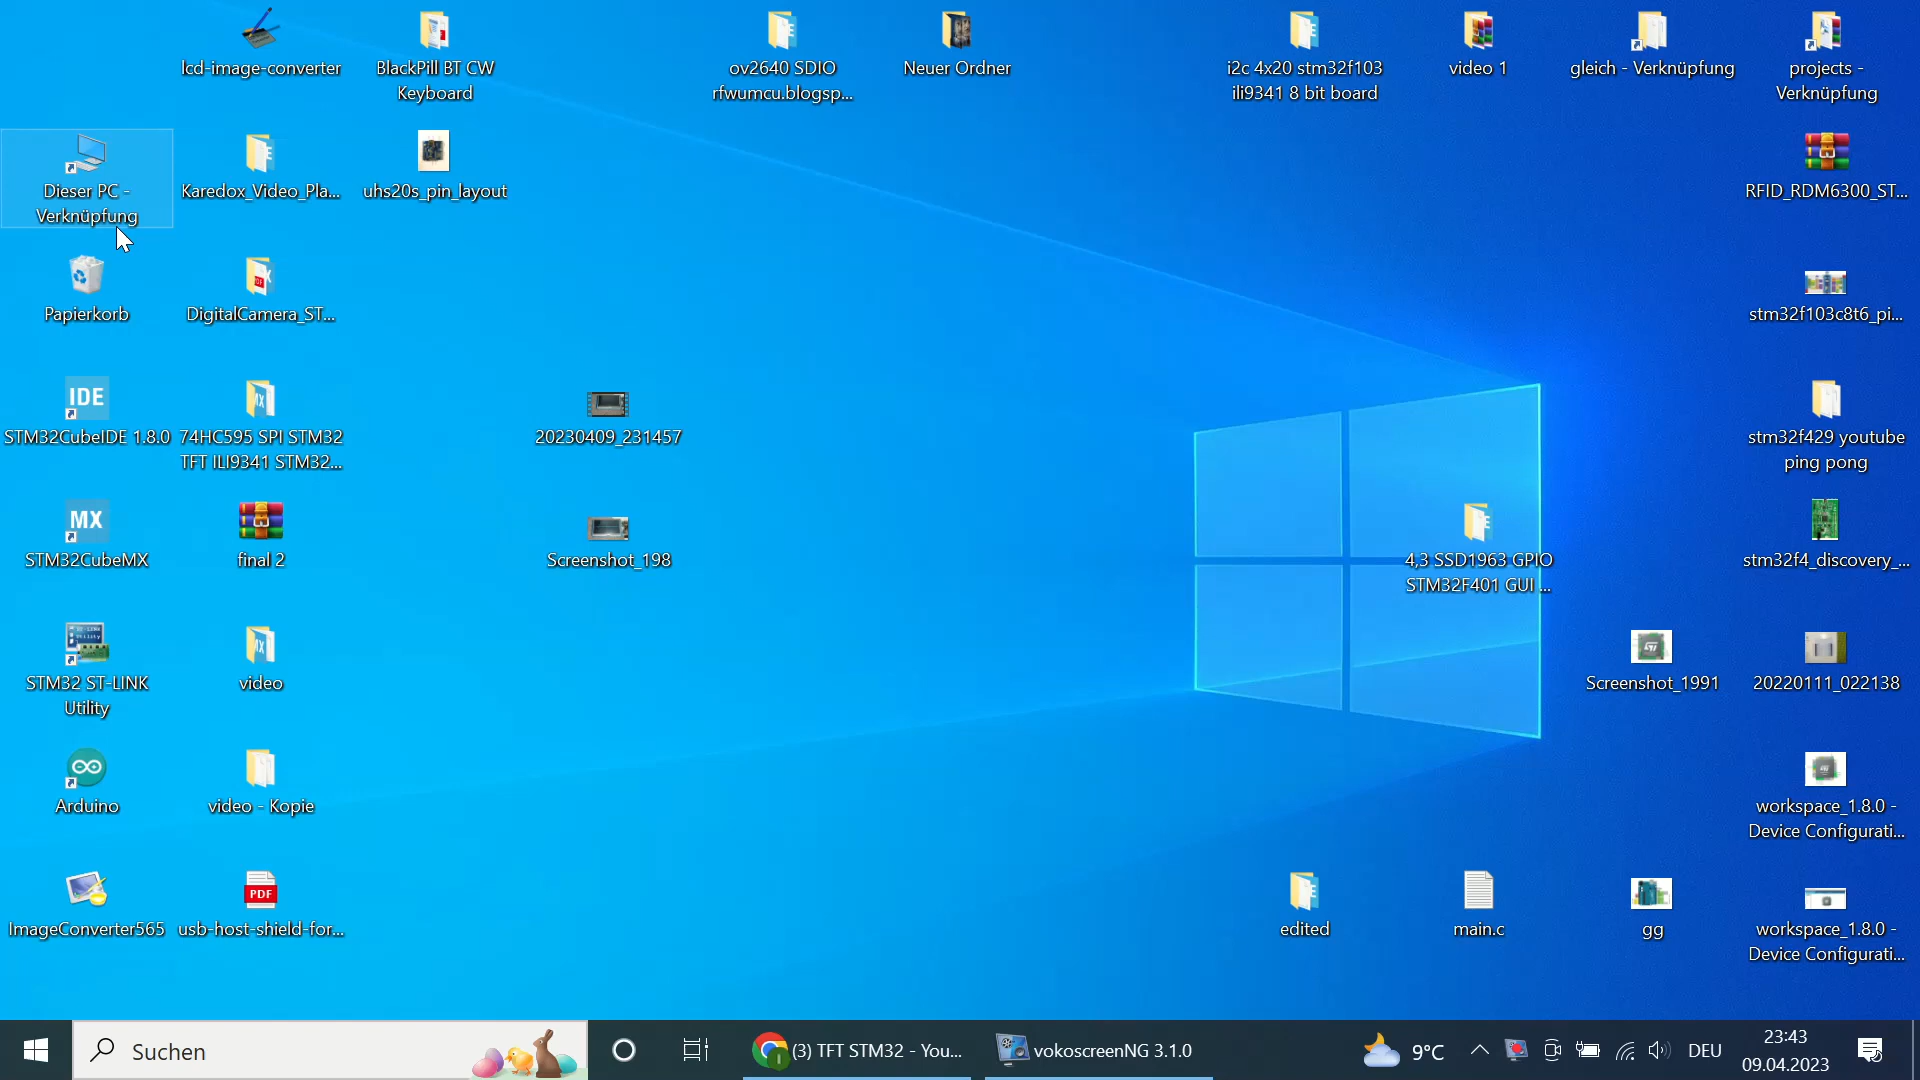 lcd-image-converter
BlackPill BT CW
Keyboard
ov2640 SDIO
rfwumcu.blogsp...
Neuer Ordner
i2c 4x20 stm32f103
ili9341 8 bit board
video 1
gleich - Verknüpfung
projects -
Verknüpfung
Dieser PC -
Verknüpfung
Karedox_Video_Pla...
uhs20s_pin_layout
RFID_RDM6300_ST...
Papierkorb
DigitalCamera_ST...
stm32f103c8t6_pi...
IDE
STM32CubeIDE 1.8.0
74HC595 SPI STM32
TFT ILI9341 STM32...
20230409_231457
stm32f429 youtube
ping pong
MX
STM32CubeMX
final 2
Screenshot_198
4,3 SSD1963 GPIO
STM32F401 GUI ...
stm32f4_discovery_...
STM32 ST-LINK
Utility
video
Screenshot_1991
20220111_022138
Arduino
video - Kopie
workspace_1.8.0 -
Device Configurati...
ImageConverter565
PDF
usb-host-shield-for...
edited
main.c
gg
workspace_1.8.0 -
Device Configurati...
Suchen
(3) TFT STM32 - You...
vokoscreenNG 3.1.0
9°C
DEU
23:43
09.04.2023